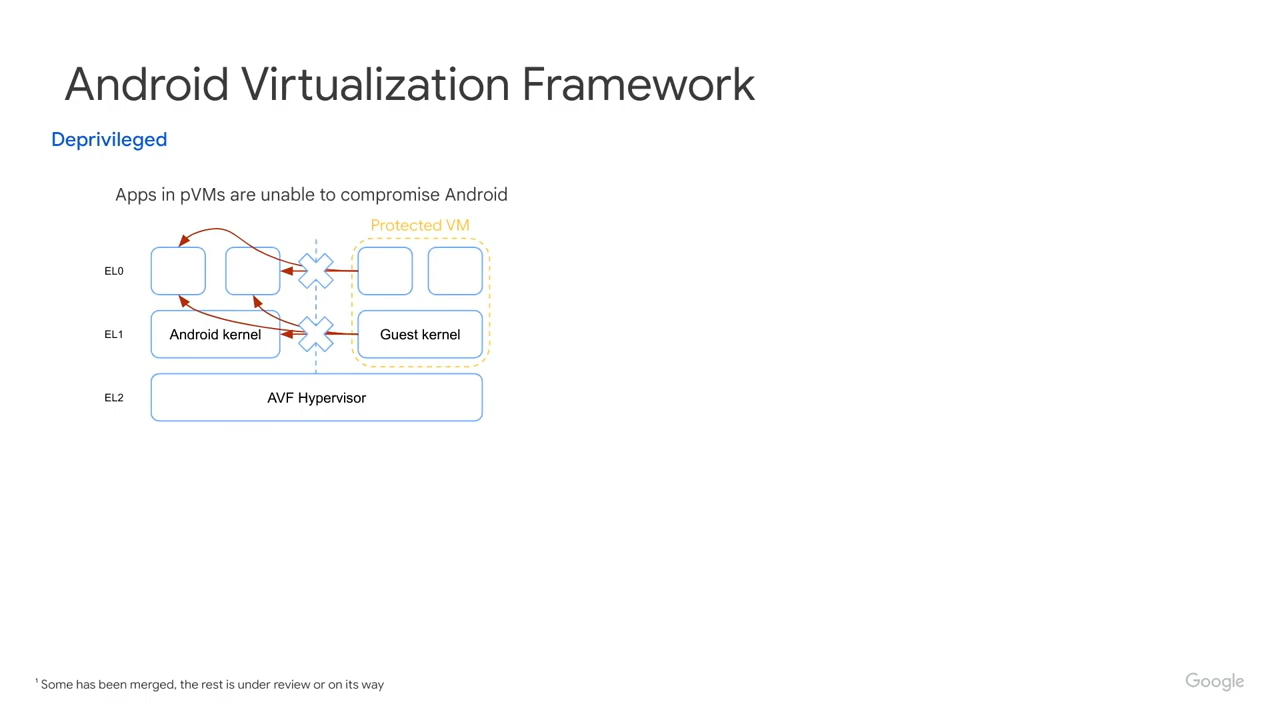 Android Virtualization Framework
Deprivileged
Apps in pVMs are unable to compromise Android
Protected VM
EL0
EL1
Android kernel
Guest kernel
EL2
AVF Hypervisor
¹ Some has been merged, the rest is under review or on its way
Google